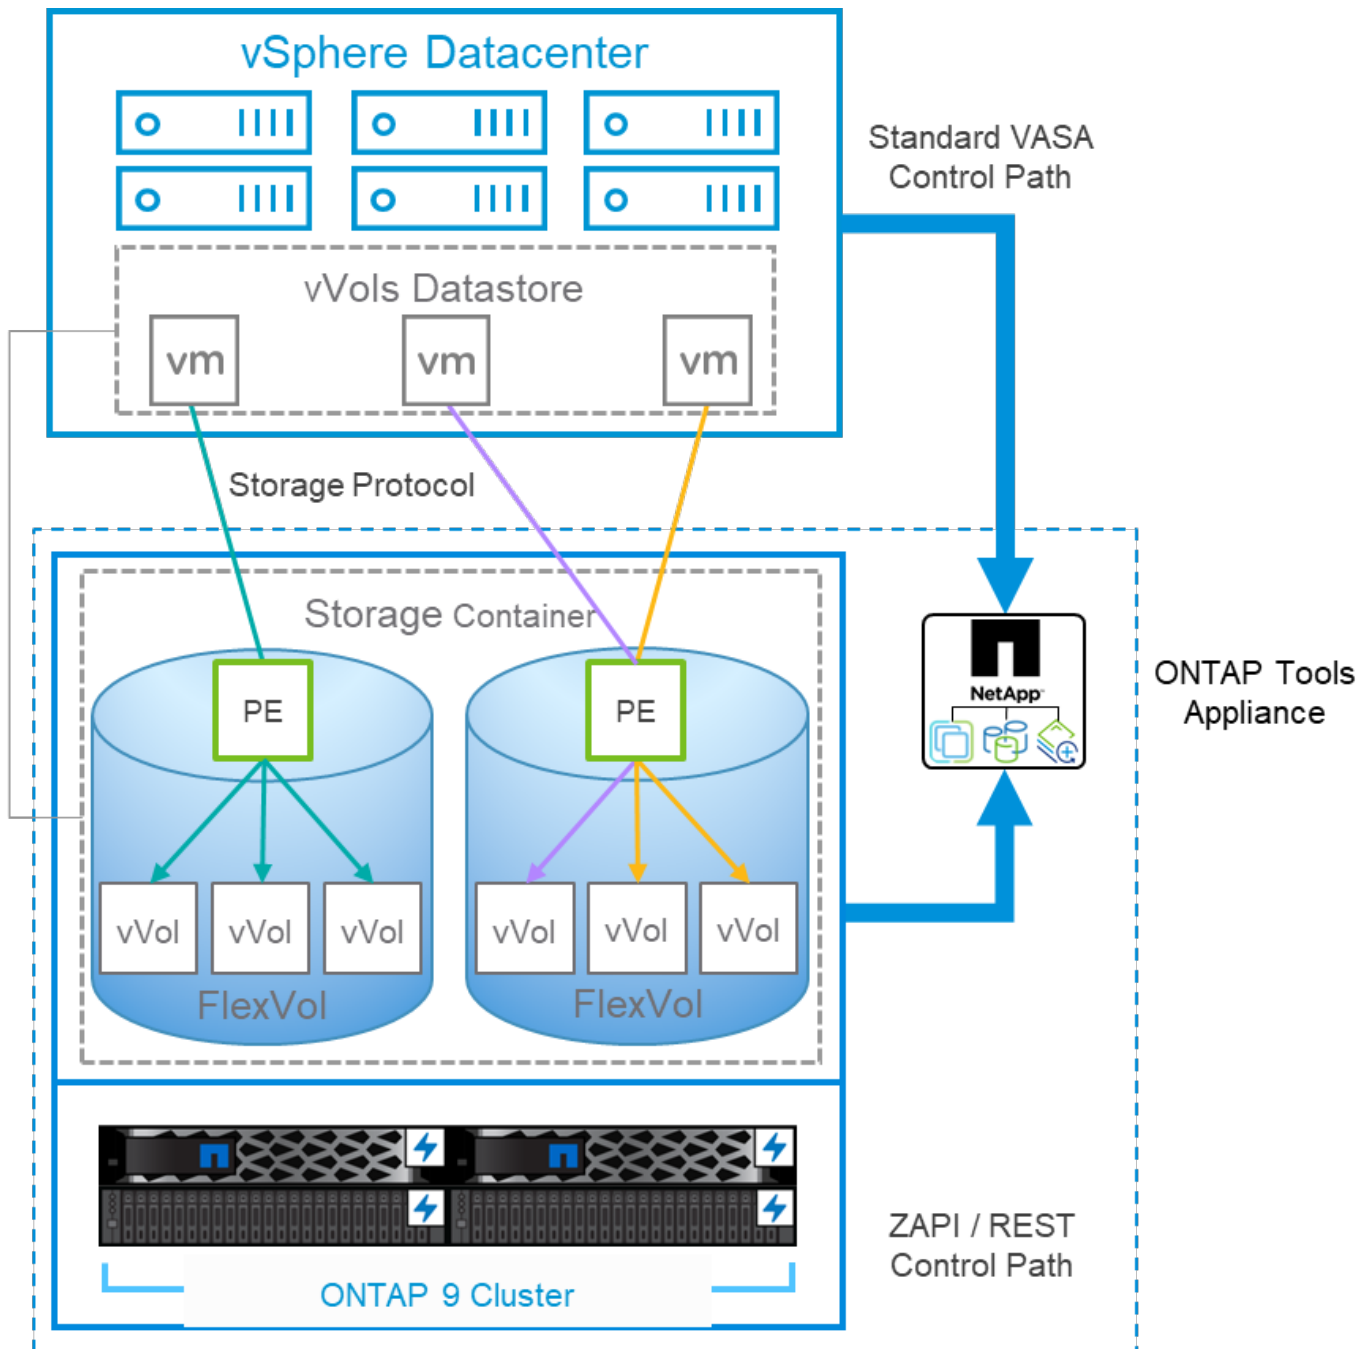 vSphere Datacenter
Standard VASA
Control Path
vVols Datastore
vm
vm
vm
Storage Protocol
Storage Container
NetApp
ONTAP Tools
Appliance
PE
PE
vVol
vVol
vVol
vVol
vVol
vVol
FlexVol
FlexVol
ZAPI / REST
Control Path
ONTAP 9 Cluster